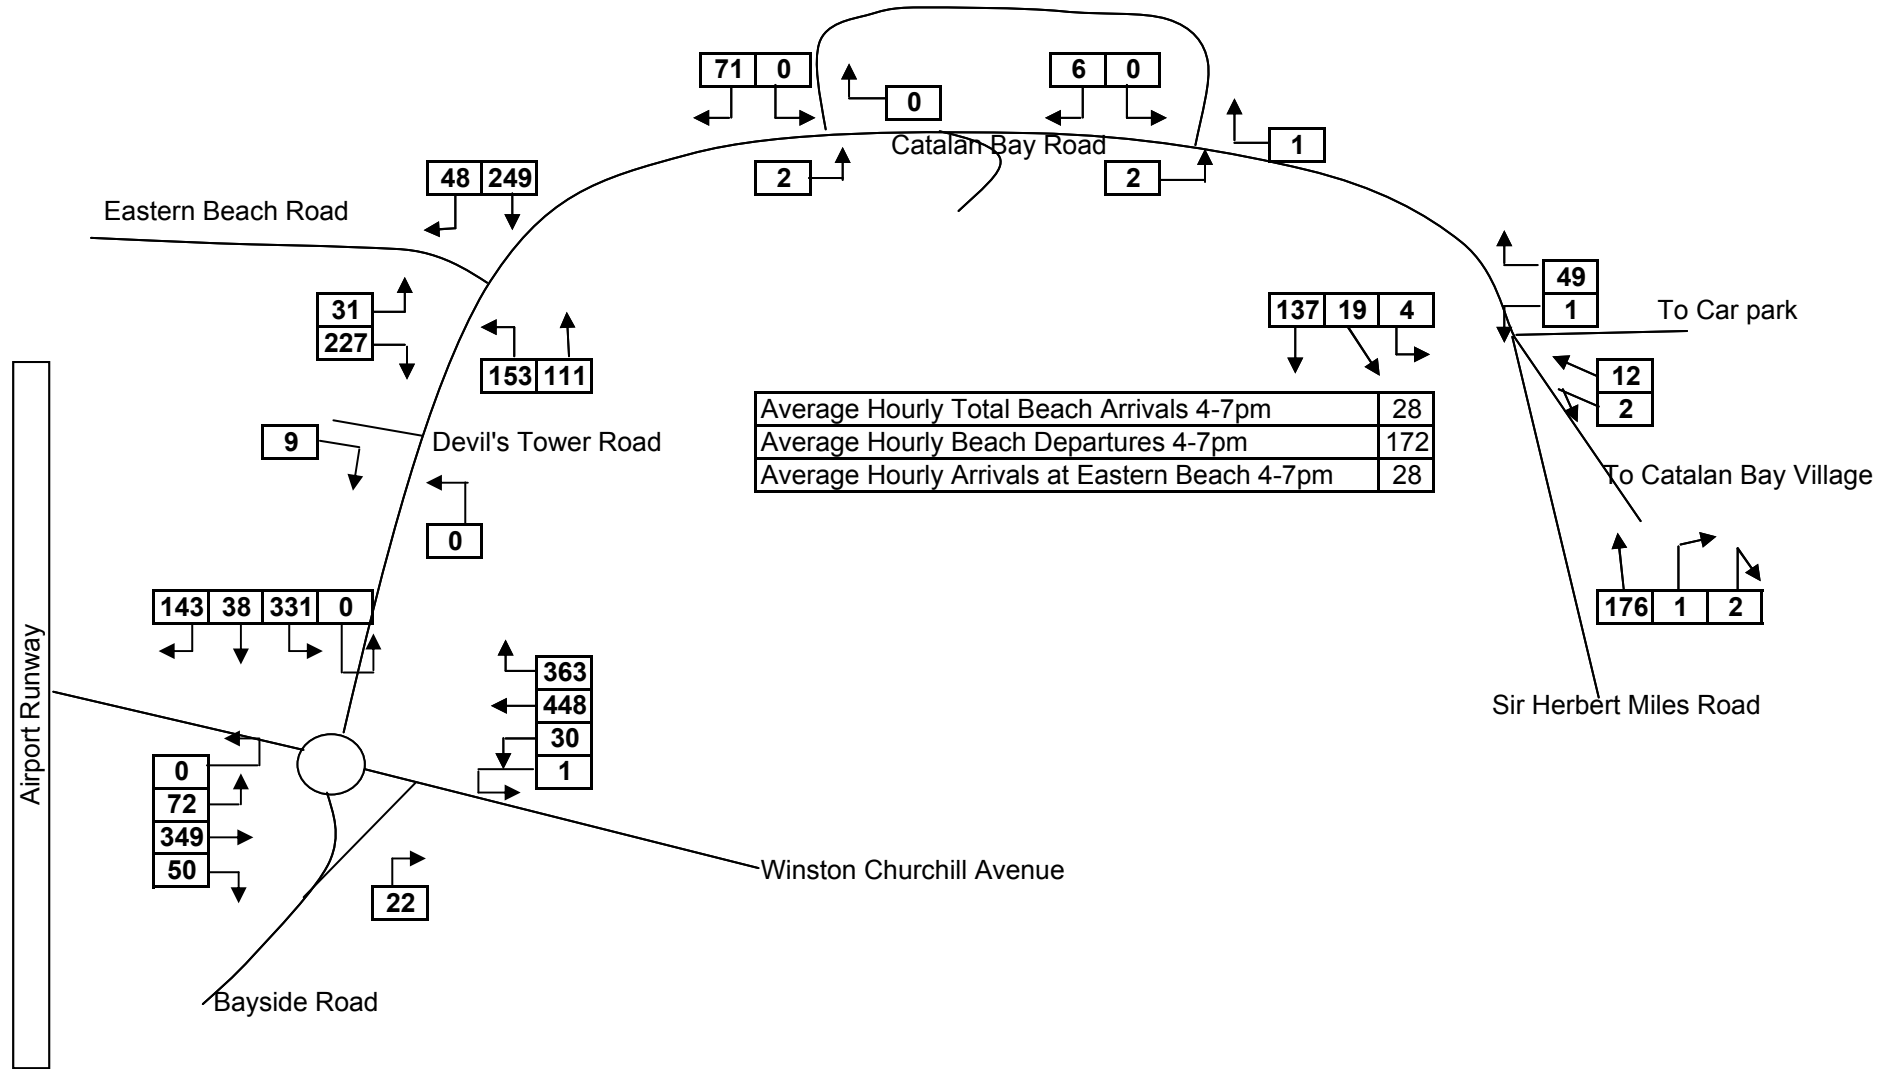 71 0
6 0
0
1
Catalan Bay Road
2
2
48 249
Eastern Beach Road
31
227
153 111
49
1
137 19 4
To Car park
12
2
Average Hourly Total Beach Arrivals 4-7pm 28
Average Hourly Beach Departures 4-7pm 172
Average Hourly Arrivals at Eastern Beach 4-7pm 28
9
Devil's Tower Road
To Catalan Bay Village
0
143 38 331 0
176 1 2
Airport Runway
363
448
30
1
Sir Herbert Miles Road
0
72
349
50
22
Winston Churchill Avenue
Bayside Road